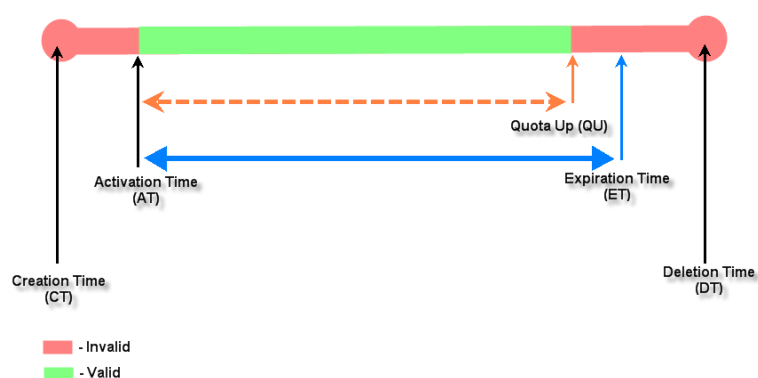 Quota Up (QU)
Activation Time
(AT)
Expiration Time
(ET)
Creation Time
(CT)
Deletion Time
(DT)
- Invalid
- Valid